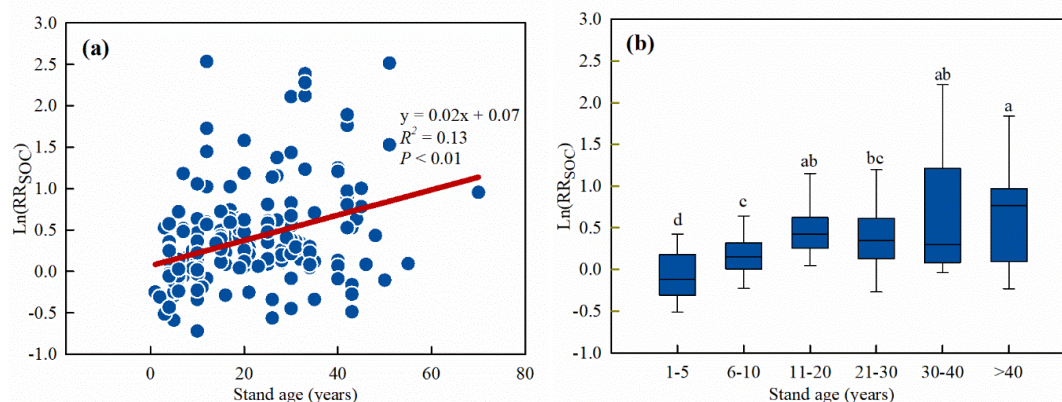 (a)
3.0
2.5
2.0
1.5
1.0
0.5
0.0
-0.5
-1.0
Ln(RRSOC)
y = 0.02x + 0.07
R² = 0.13
P < 0.01
0 20 40 60 80
Stand age (years)
(b)
3.0
2.5
2.0
1.5
1.0
0.5
0.0
-0.5
-1.0
Ln(RRSOC)
d c ab bc ab a
1-5 6-10 11-20 21-30 30-40 >40
Stand age (years)